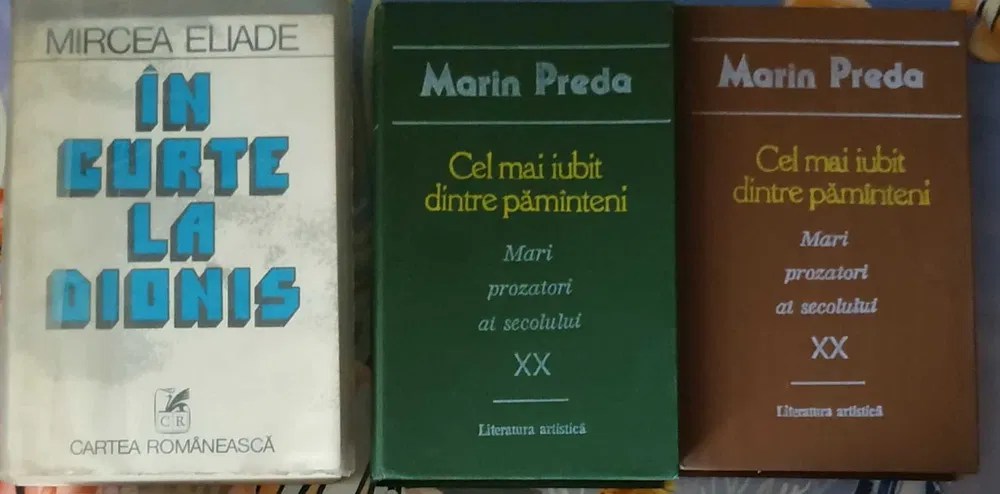 MIRCEA ELIADE
ÎN
CURTE
LA
DIONIS
CR
CARTEA ROMÂNEASCĂ
Marin Preda
Cel mai iubit
dintre pămînteni
Mari
prozatori
ai secolului
XX
Literatura artistică
Marin Preda
Cel mai iubit
dintre pămînteni
Mari
prozatori
ai secolului
XX
Literatura artistică